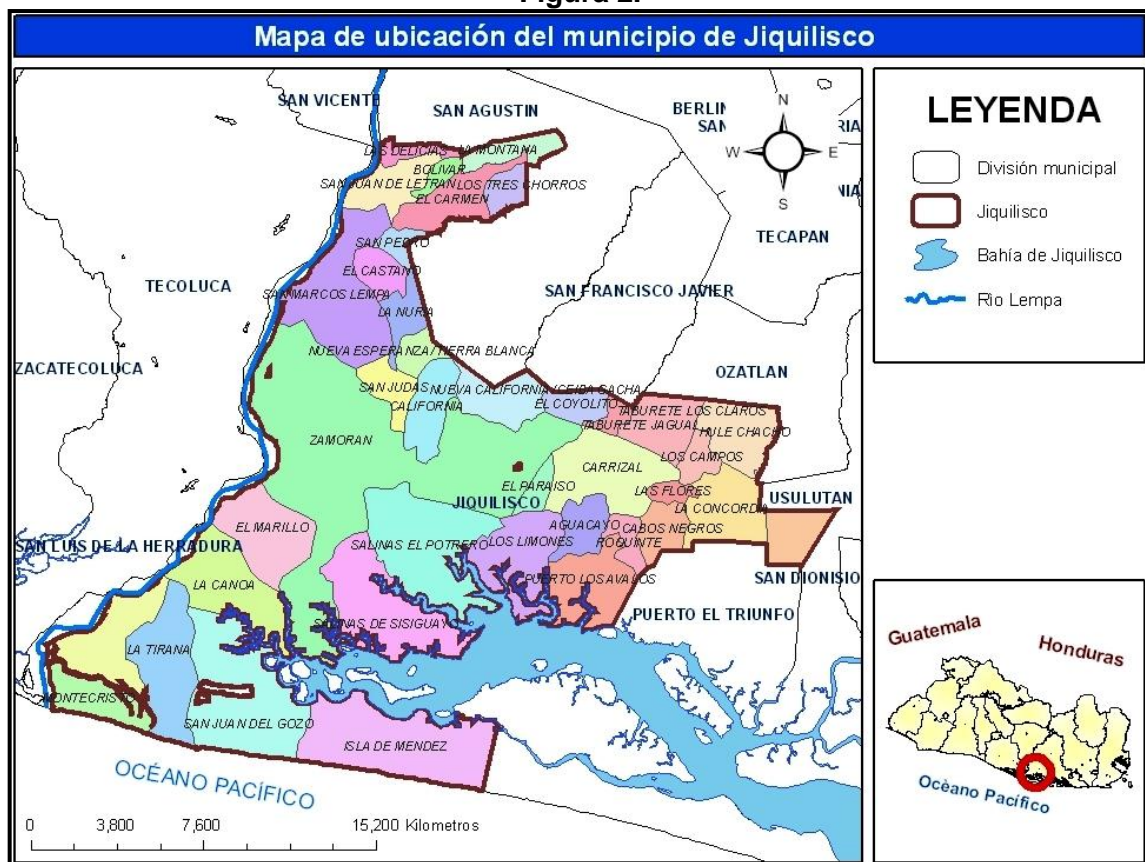 Figura 2.
Mapa de ubicación del municipio de Jiquilisco
SAN VICENTE
SAN AGUSTIN
BERLIN
SAN
RIA
NIA
N
W
E
S
LAS DELICIAS
LA MONTANA
BOLIVAR
SAN JUAN DE LETRAN
LOS TRES CHORROS
EL CARMEN
TECAPAN
SAN PEDRO
EL CASTANO
TECOLUCA
SAN MARCOS LEMPA
SAN FRANCISCO JAVIER
LA NURIA
NUEVA ESPERANZA/TIERRA BLANCA
ZACATECOLUCA
OZATLAN
SAN JUDAS
NUEVA CALIFORNIA/CEIBA GACHA
CALIFORNIA
EL COYOLITO
TABURETE LOS CLAROS
TABURETE JAGUAL
HULE CHACHO
ZAMORAN
LOS CAMPOS
CARRIZAL
EL PARAISO
LAS FLORES
JIQUILISCO
USULUTAN
LA CONCORDIA
EL MARILLO
AGUACAYO
CABOS NEGROS
SAN LUIS DE LA HERRADURA
SALINAS EL POTRERO
LOS LIMONES
ROQUINTE
LA CANOA
PUERTO LOS AVALOS
SAN DIONISIO
PUERTO EL TRIUNFO
SALINAS DE SISIGUAYO
LA TIRANA
MONTECRISTO
SAN JUAN DEL GOZO
ISLA DE MENDEZ
OCÉANO PACÍFICO
0 3,800 7,600 15,200 Kilometros
LEYENDA
División municipal
Jiquilisco
Bahía de Jiquilisco
Río Lempa
Guatemala
Honduras
Océano Pacífico